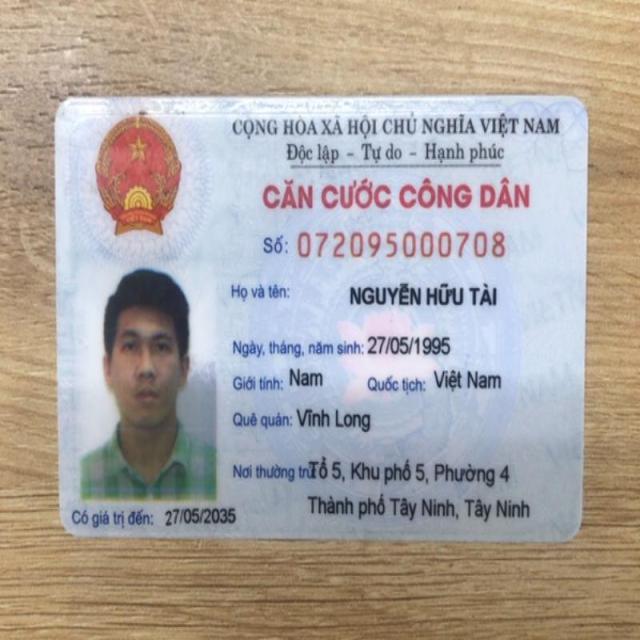 CỘNG HÒA XÃ HỘI CHỦ NGHĨA VIỆT NAM
Độc lập - Tự do - Hạnh phúc
CĂN CƯỚC CÔNG DÂN
Số: 072095000708
Họ và tên: NGUYỄN HỮU TÀI
Ngày, tháng, năm sinh: 27/05/1995
Giới tính: Nam Quốc tịch: Việt Nam
Quê quán: Vĩnh Long
Nơi thường trú: Tổ 5, Khu phố 5, Phường 4
Thành phố Tây Ninh, Tây Ninh
Có giá trị đến: 27/05/2035